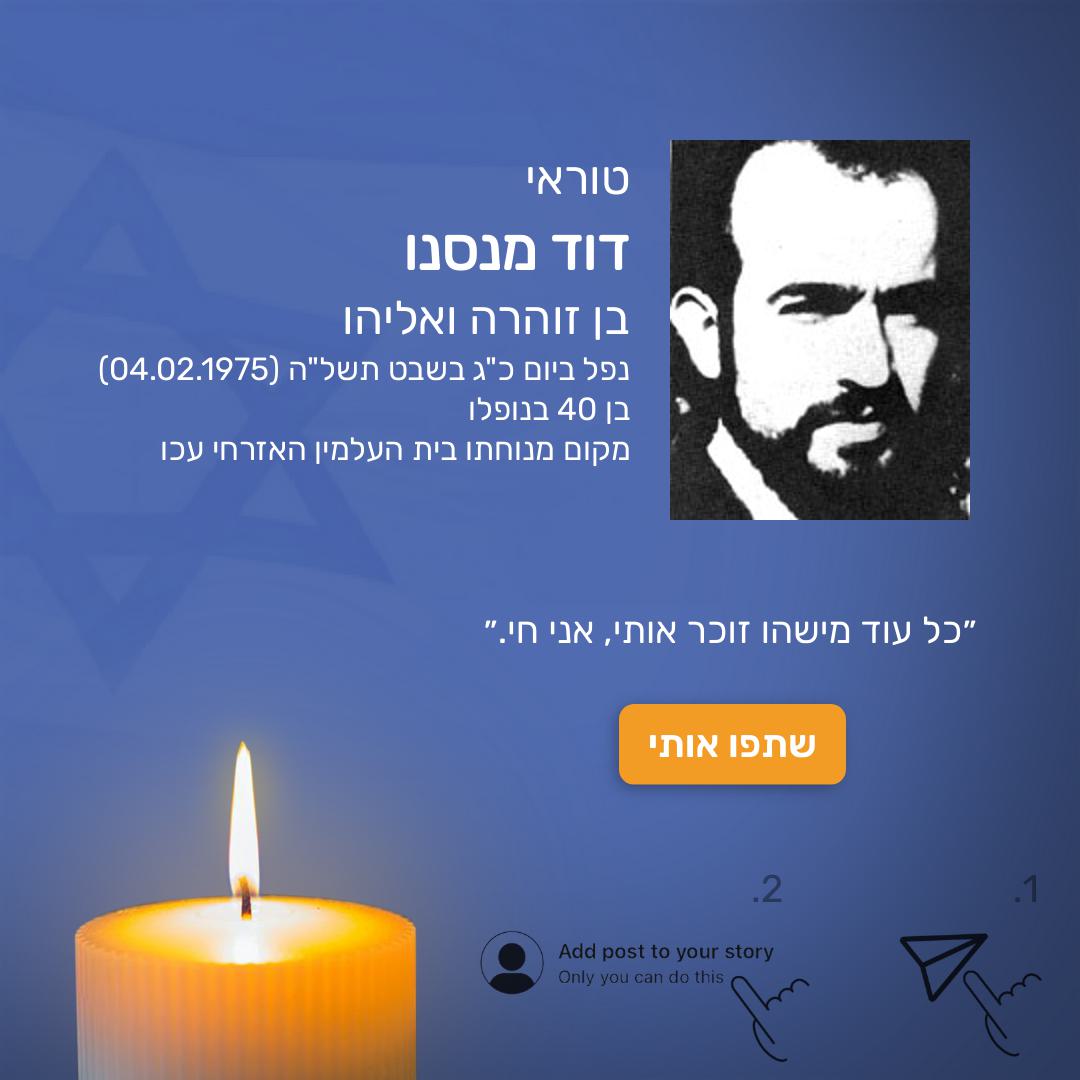 טוראי
דוד מנסנו
בן זוהרה ואליהו
נפל ביום כ"ג בשבט תשל"ה (04.02.1975)
בן 40 בנופלו
מקום מנוחתו בית העלמין האזרחי עכו
״כל עוד מישהו זוכר אותי, אני חי.״
שתפו אותי
.1
.2
Add post to your story
Only you can do this